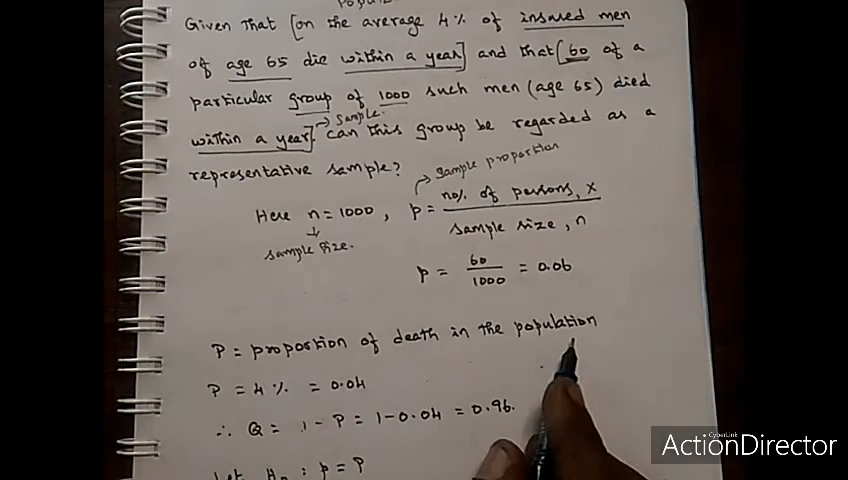 Given That [on the average 4% of insured men
of age 65 die within a year] and that [60 of a
particular group of 1000 such men (age 65) died
→ sample.
within a year]. can this group be regarded as a
representative sample?
→ sample proportion
Here n = 1000, p = no/. of persons, x
sample size, n
↓
sample size.
p = 60 / 1000 = 0.06
P = proportion of death in the population
P = 4% = 0.04
∴ Q = 1 - P = 1 - 0.04 = 0.96.
Let H₀ : p = P
CyberLink
ActionDirector